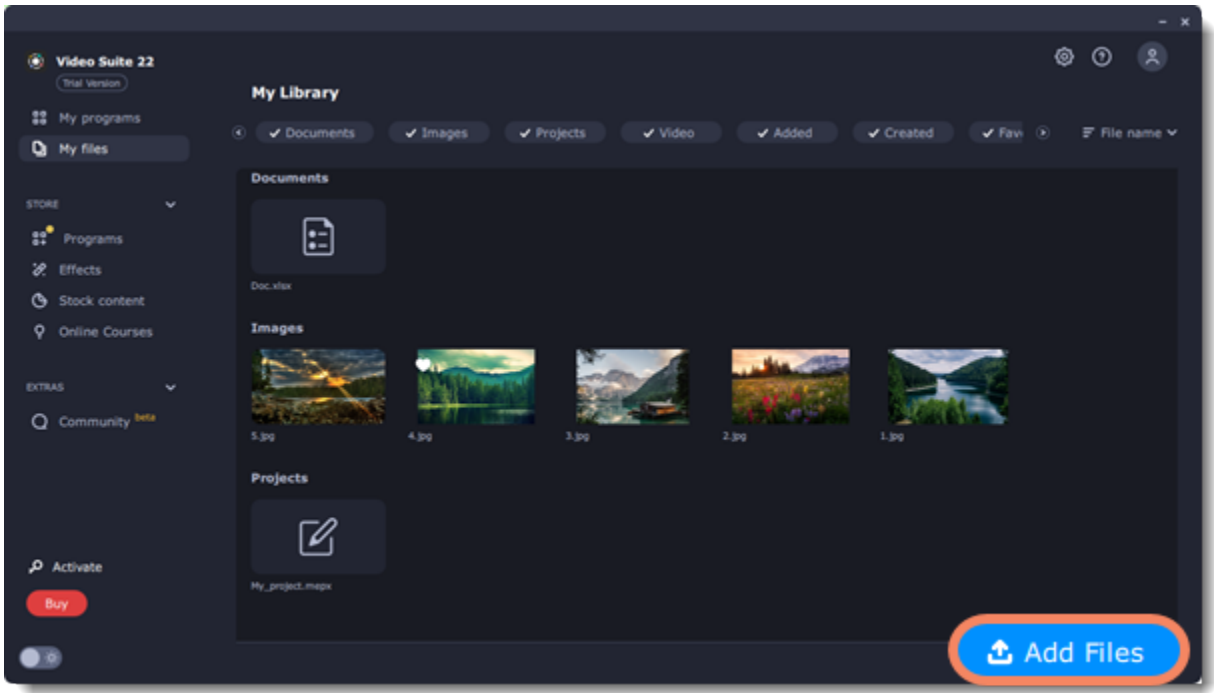 Video Suite 22
Trial Version
My programs
My files
STORE
Programs
Effects
Stock content
Online Courses
EXTRAS
Community beta
Activate
Buy
My Library
Documents
Images
Projects
Video
Added
Created
Favo
File name
Documents
Doc.xlsx
Images
5.jpg
4.jpg
3.jpg
2.jpg
1.jpg
Projects
My_project.mepx
Add Files